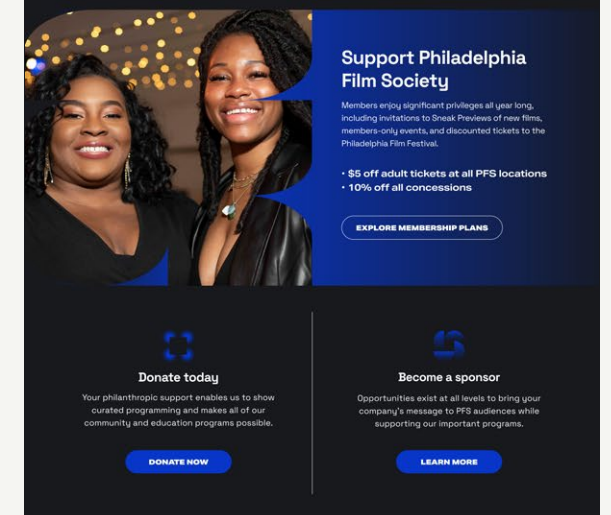 Support Philadelphia
Film Society
Members enjoy significant privileges all year long,
including invitations to Sneak Previews of new films,
members-only events, and discounted tickets to the
Philadelphia Film Festival.
• $5 off adult tickets at all PFS locations
• 10% off all concessions
EXPLORE MEMBERSHIP PLANS
Donate today
Your philanthropic support enables us to show
curated programming and makes all of our
community and education programs possible.
DONATE NOW
Become a sponsor
Opportunities exist at all levels to bring your
company's message to PFS audiences while
supporting our important programs.
LEARN MORE